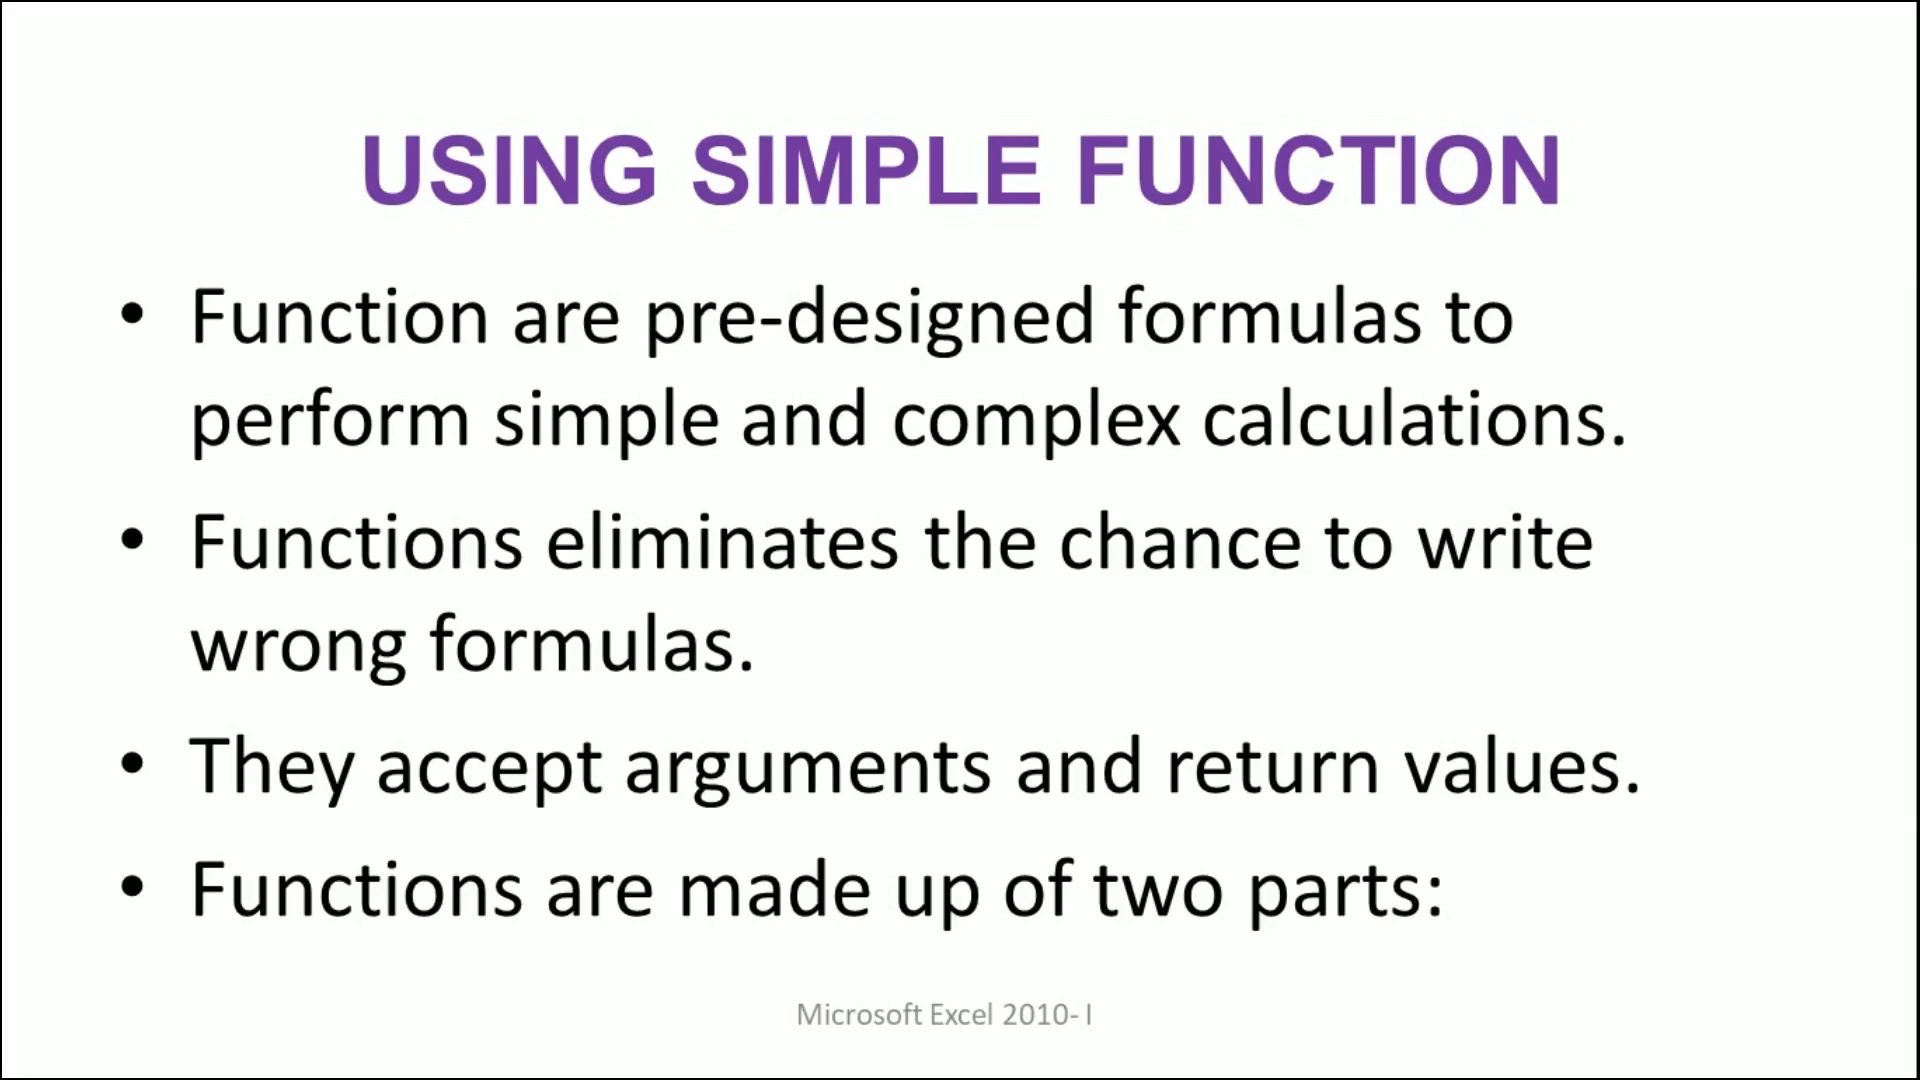 USING SIMPLE FUNCTION
• Function are pre-designed formulas to
perform simple and complex calculations.
• Functions eliminates the chance to write
wrong formulas.
• They accept arguments and return values.
• Functions are made up of two parts:
Microsoft Excel 2010- I